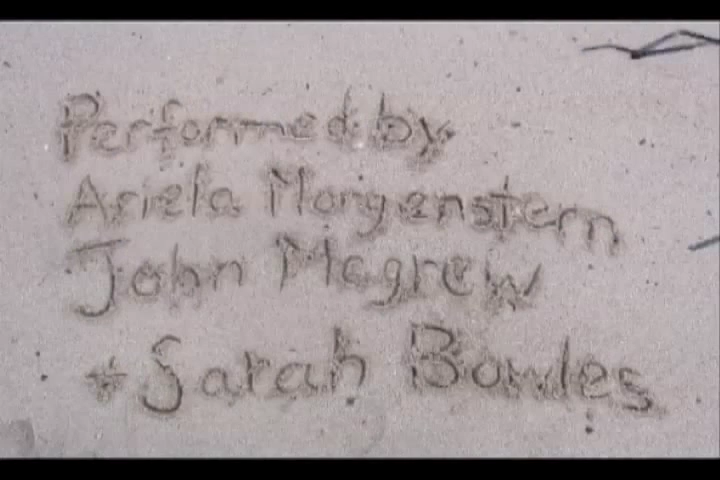 Performed by
Ariela Morgenstern
John Mcgrew
+ Sarah Bowles